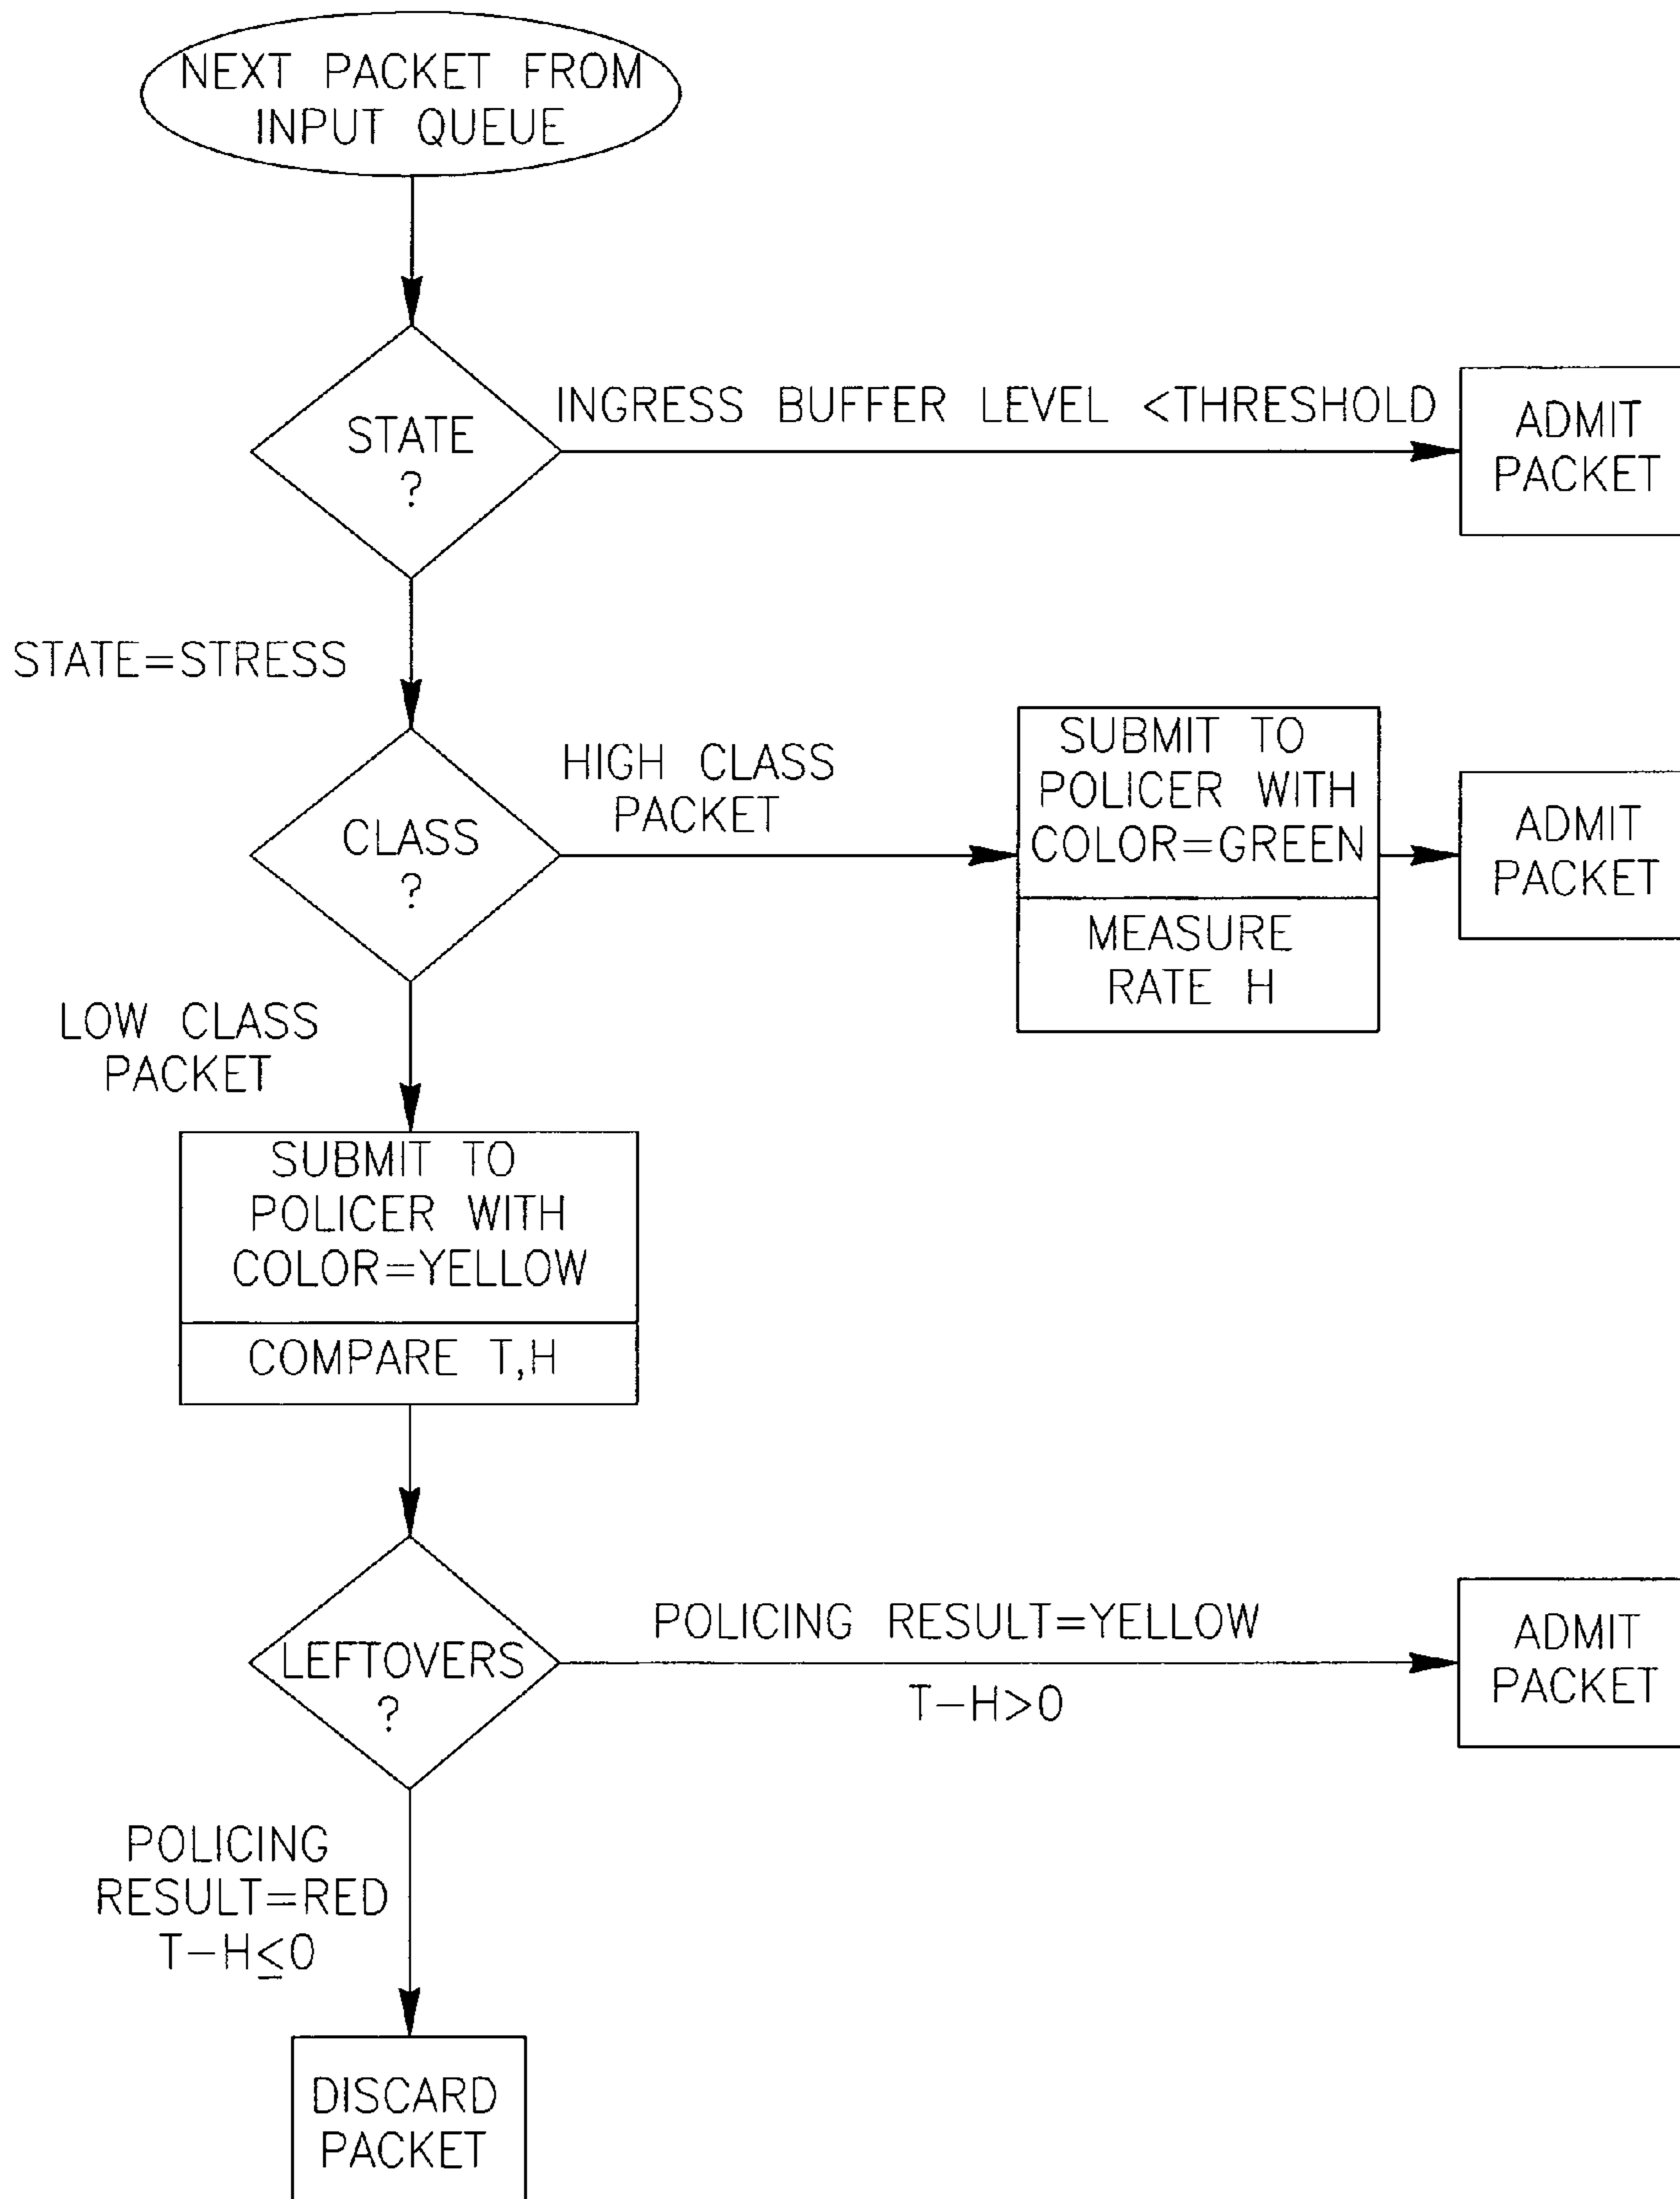 NEXT PACKET FROM
INPUT QUEUE
STATE
?
INGRESS BUFFER LEVEL <THRESHOLD
ADMIT
PACKET
STATE=STRESS
CLASS
?
HIGH CLASS
PACKET
SUBMIT TO
POLICER WITH
COLOR=GREEN
MEASURE
RATE H
ADMIT
PACKET
LOW CLASS
PACKET
SUBMIT TO
POLICER WITH
COLOR=YELLOW
COMPARE T,H
LEFTOVERS
?
POLICING RESULT=YELLOW
T-H>0
ADMIT
PACKET
POLICING
RESULT=RED
T-H≤0
DISCARD
PACKET